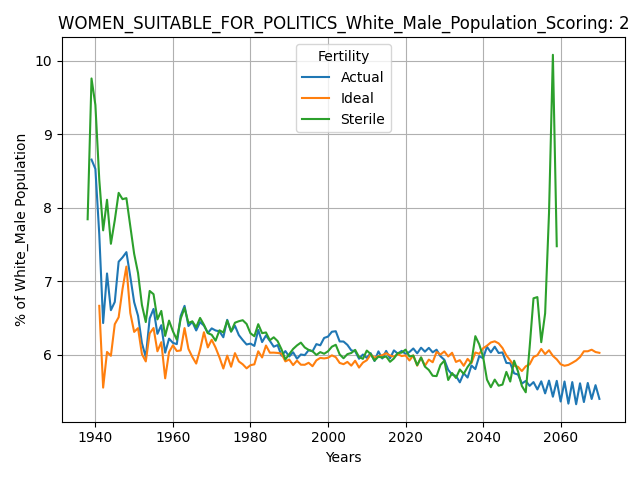 WOMEN_SUITABLE_FOR_POLITICS_White_Male_Population_Scoring: 2
Fertility
Actual
Ideal
Sterile
% of White_Male Population
10
9
8
7
6
1940 1960 1980 2000 2020 2040 2060
Years